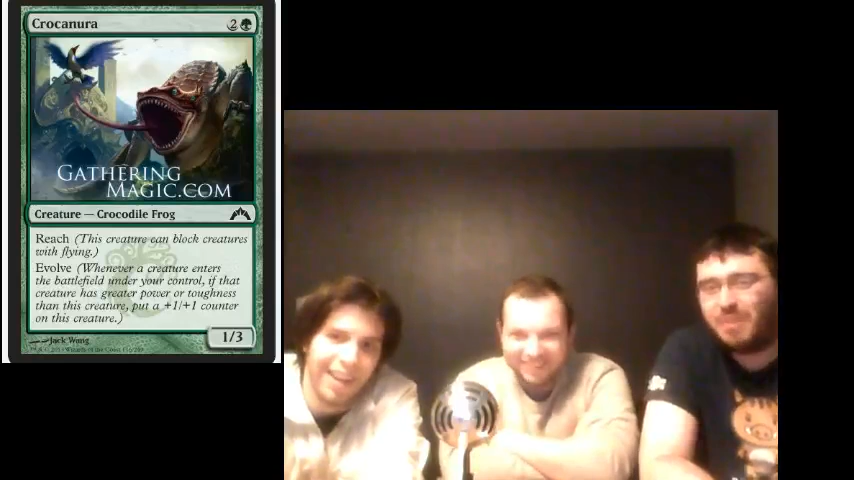 Crocanura 2
GATHERING
MAGIC.COM
Creature — Crocodile Frog
Reach (This creature can block creatures
with flying.)
Evolve (Whenever a creature enters
the battlefield under your control, if that
creature has greater power or toughness
than this creature, put a +1/+1 counter
on this creature.)
1/3
Jack Wang